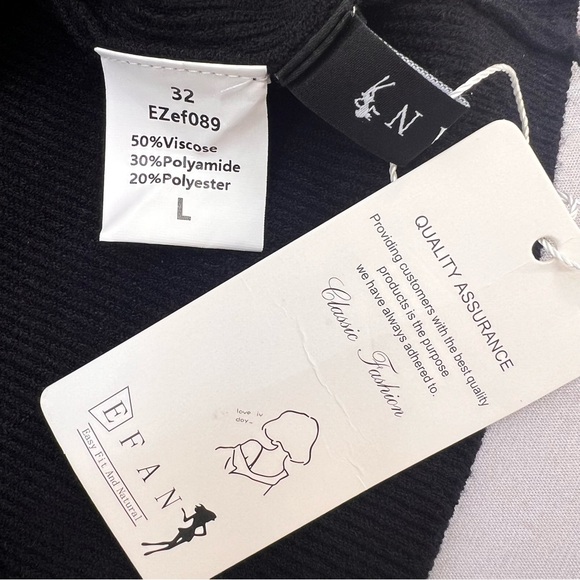 32
EZef089
50%Viscose
30%Polyamide
20%Polyester
L
N
QUALITY ASSURANCE
Providing customers with the best quality
products is the purpose
we have always adhered to.
Classic Fashion
love
EFAN
Easy Fit And Natural